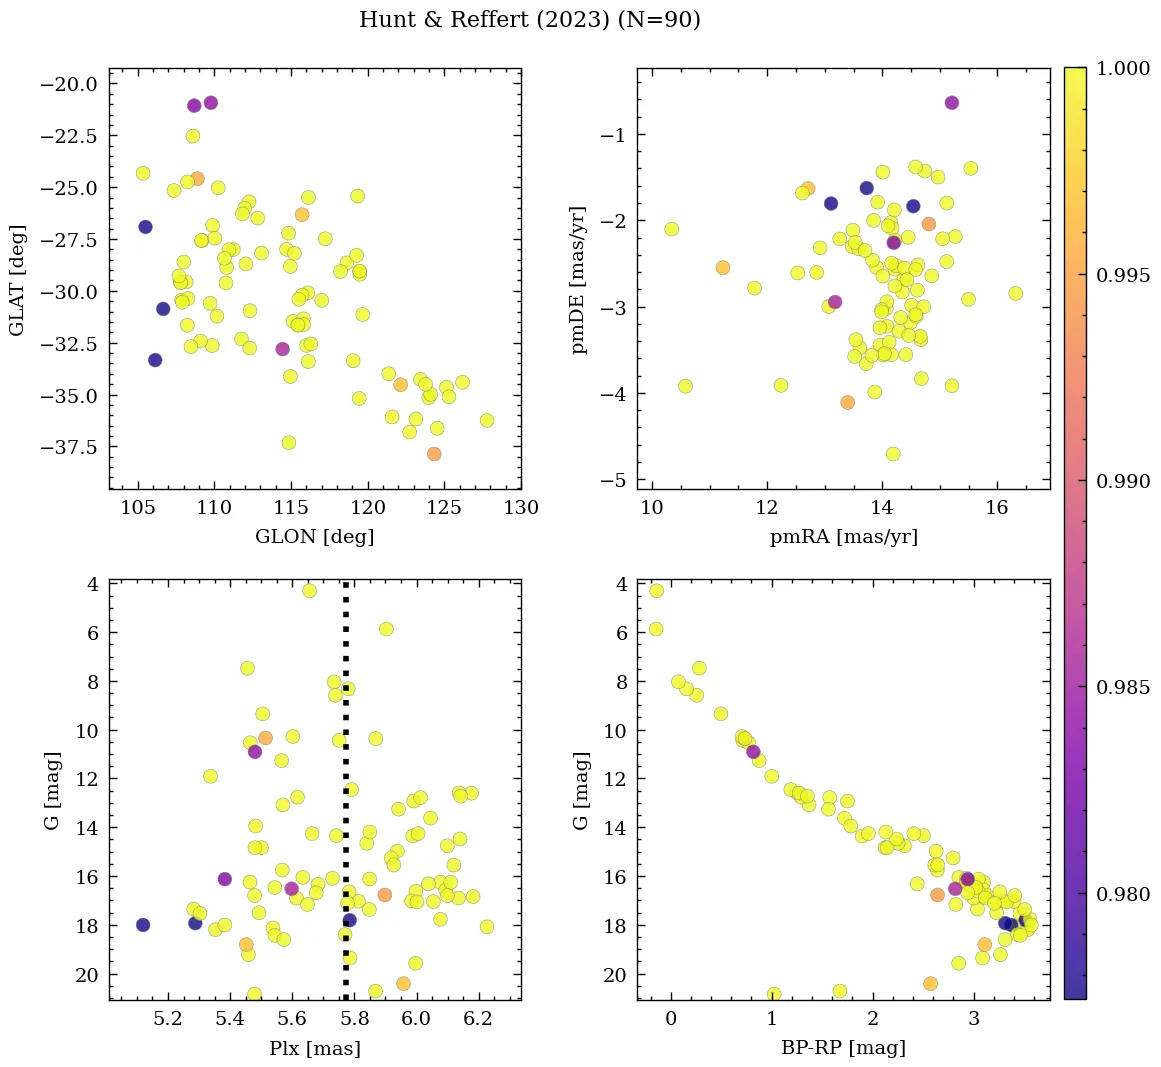 Hunt & Reffert (2023) (N=90)
−20.0
−22.5
−25.0
−27.5
−30.0
−32.5
−35.0
−37.5
GLAT [deg]
105 110 115 120 125 130
GLON [deg]
−1
−2
−3
−4
−5
pmDE [mas/yr]
10 12 14 16
pmRA [mas/yr]
4
6
8
10
12
14
16
18
20
G [mag]
5.2 5.4 5.6 5.8 6.0 6.2
Plx [mas]
4
6
8
10
12
14
16
18
20
G [mag]
0 1 2 3
BP-RP [mag]
1.000
0.995
0.990
0.985
0.980